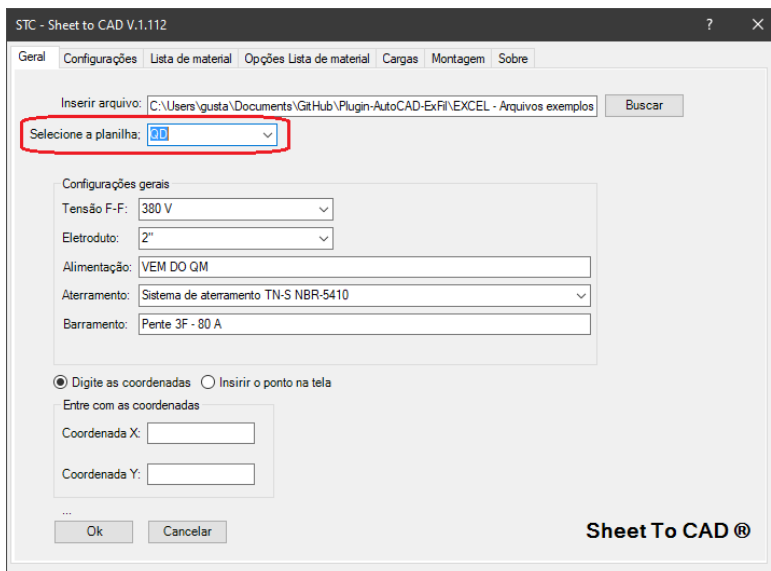 STC - Sheet to CAD V.1.112 ? ×
Geral Configurações Lista de material Opções Lista de material Cargas Montagem Sobre
Inserir arquivo: C:\Users\gusta\Documents\GitHub\Plugin-AutoCAD-ExFil\EXCEL - Arquivos exemplos Buscar
Selecione a planilha; QD
Configurações gerais
Tensão F-F: 380 V
Eletroduto: 2"
Alimentação: VEM DO QM
Aterramento: Sistema de aterramento TN-S NBR-5410
Barramento: Pente 3F - 80 A
Digite as coordenadas Insirir o ponto na tela
Entre com as coordenadas
Coordenada X:
Coordenada Y:
...
Ok Cancelar Sheet To CAD ®